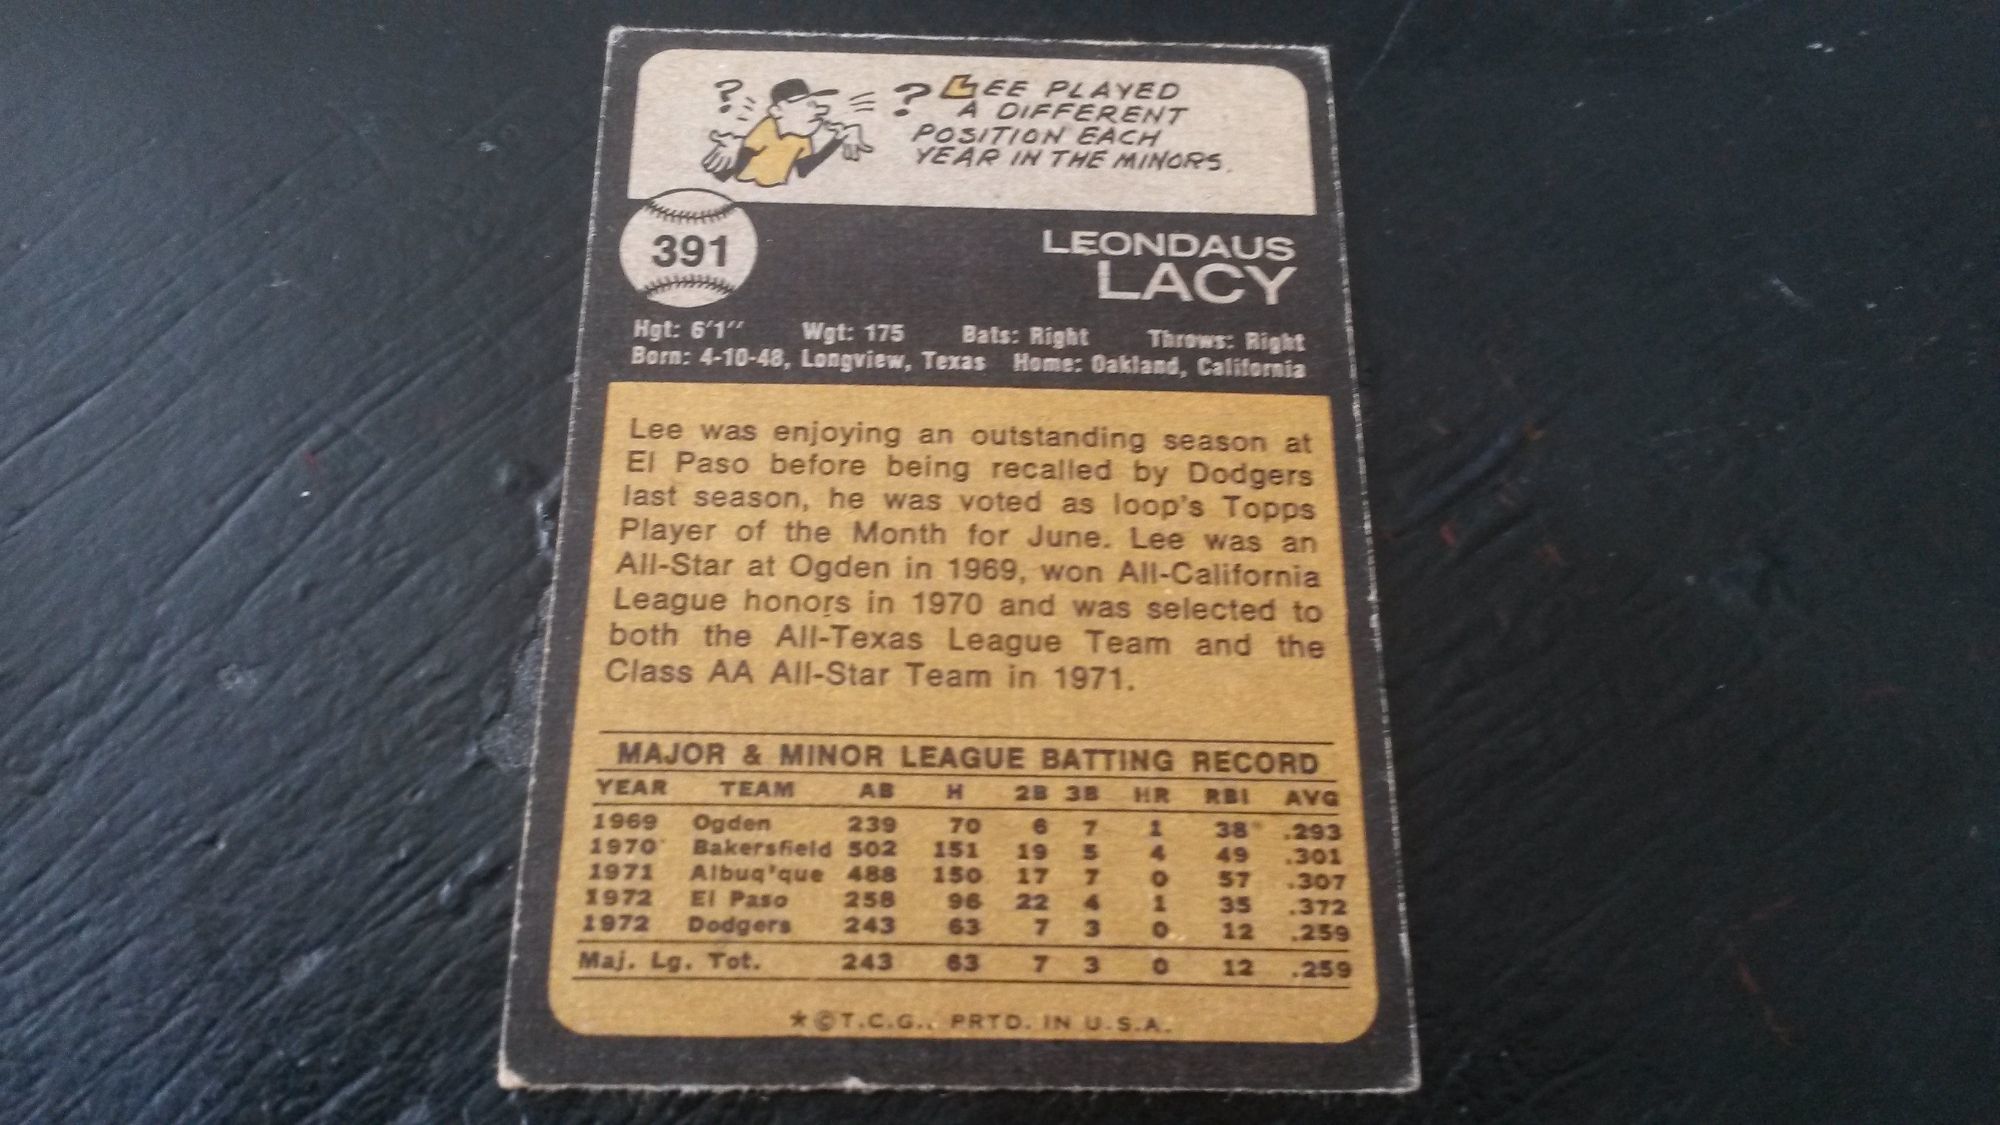 ? ? LEE PLAYED
A DIFFERENT
POSITION EACH
YEAR IN THE MINORS.
391
LEONDAUS
LACY
Hgt: 6'1'' Wgt: 175 Bats: Right Throws: Right
Born: 4-10-48, Longview, Texas Home: Oakland, California
Lee was enjoying an outstanding season at
El Paso before being recalled by Dodgers
last season, he was voted as loop's Topps
Player of the Month for June. Lee was an
All-Star at Ogden in 1969, won All-California
League honors in 1970 and was selected to
both the All-Texas League Team and the
Class AA All-Star Team in 1971.
MAJOR & MINOR LEAGUE BATTING RECORD
YEAR TEAM AB H 2B 3B HR RBI AVG
1969 Ogden 239 70 6 7 1 38 .293
1970 Bakersfield 502 151 19 5 4 49 .301
1971 Albuq'que 488 150 17 7 0 57 .307
1972 El Paso 258 96 22 4 1 35 .372
1972 Dodgers 243 63 7 3 0 12 .259
Maj. Lg. Tot. 243 63 7 3 0 12 .259
*©T.C.G.. PRTD. IN U.S.A.